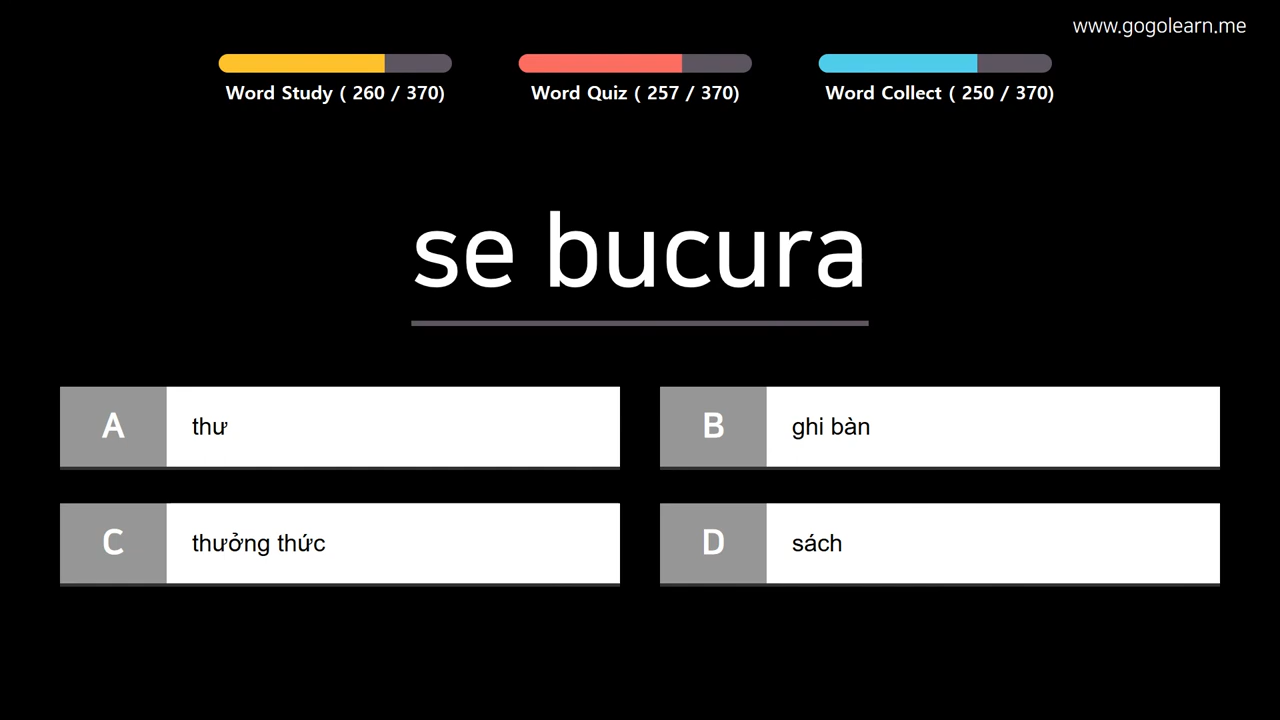 www.gogolearn.me
Word Study ( 260 / 370)
Word Quiz ( 257 / 370)
Word Collect ( 250 / 370)
se bucura
A thư
B ghi bàn
C thưởng thức
D sách